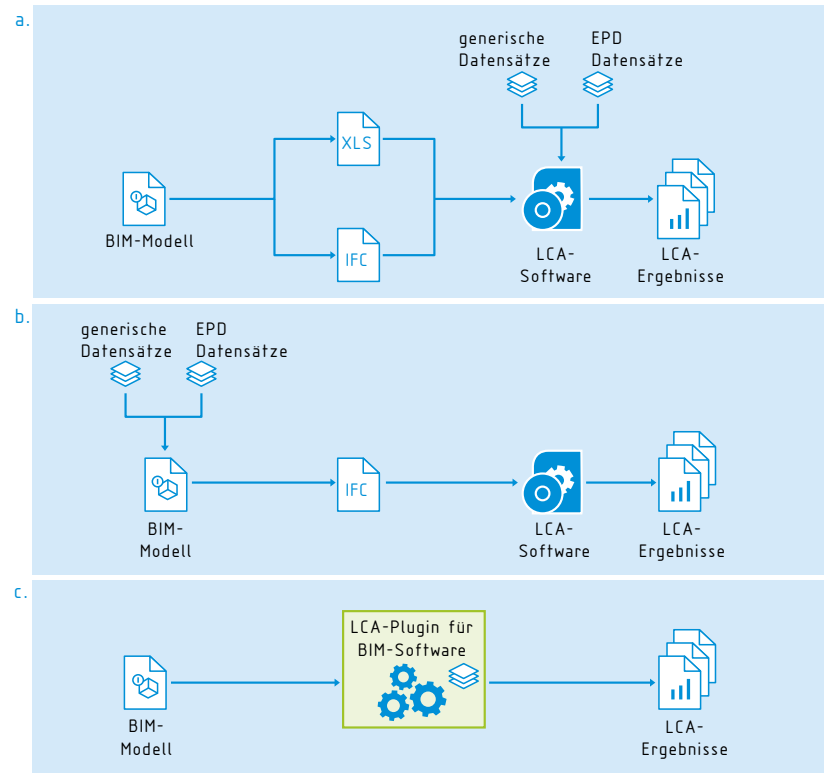 a.
generische
Datensätze
EPD
Datensätze
XLS
BIM-Modell
IFC
LCA-
Software
LCA-
Ergebnisse
b.
generische
Datensätze
EPD
Datensätze
IFC
BIM-
Modell
LCA-
Software
LCA-
Ergebnisse
c.
LCA-Plugin für
BIM-Software
BIM-
Modell
LCA-
Ergebnisse